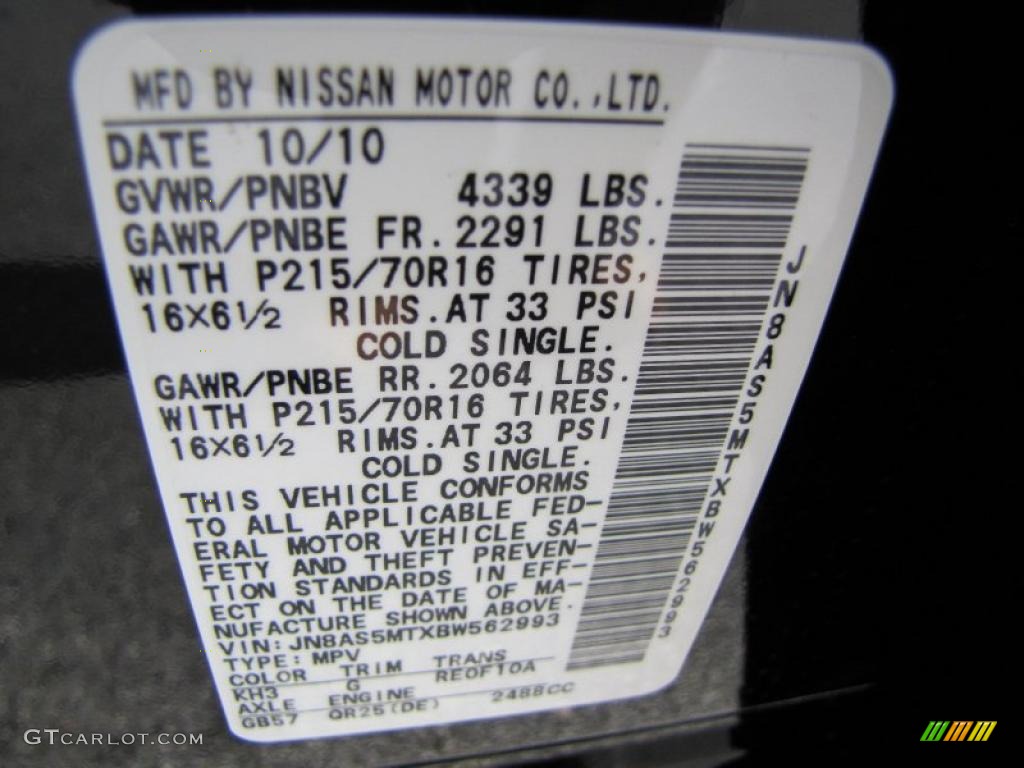 MFD BY NISSAN MOTOR CO.,LTD.
DATE 10/10
GVWR/PNBV 4339 LBS.
GAWR/PNBE FR. 2291 LBS.
WITH P215/70R16 TIRES,
16X6½ RIMS. AT 33 PSI
COLD SINGLE.
GAWR/PNBE RR. 2064 LBS.
WITH P215/70R16 TIRES,
16X6½ RIMS. AT 33 PSI
COLD SINGLE.
THIS VEHICLE CONFORMS
TO ALL APPLICABLE FED-
ERAL MOTOR VEHICLE SA-
FETY AND THEFT PREVEN-
TION STANDARDS IN EFF-
ECT ON THE DATE OF MA-
NUFACTURE SHOWN ABOVE.
VIN: JN8AS5MTXBW562993
TYPE: MPV
COLOR TRIM TRANS
KH3 G RE0F10A
AXLE ENGINE
GB57 QR25(DE) 2488CC
JN8AS5MTXBW562993
GTCARLOT.COM